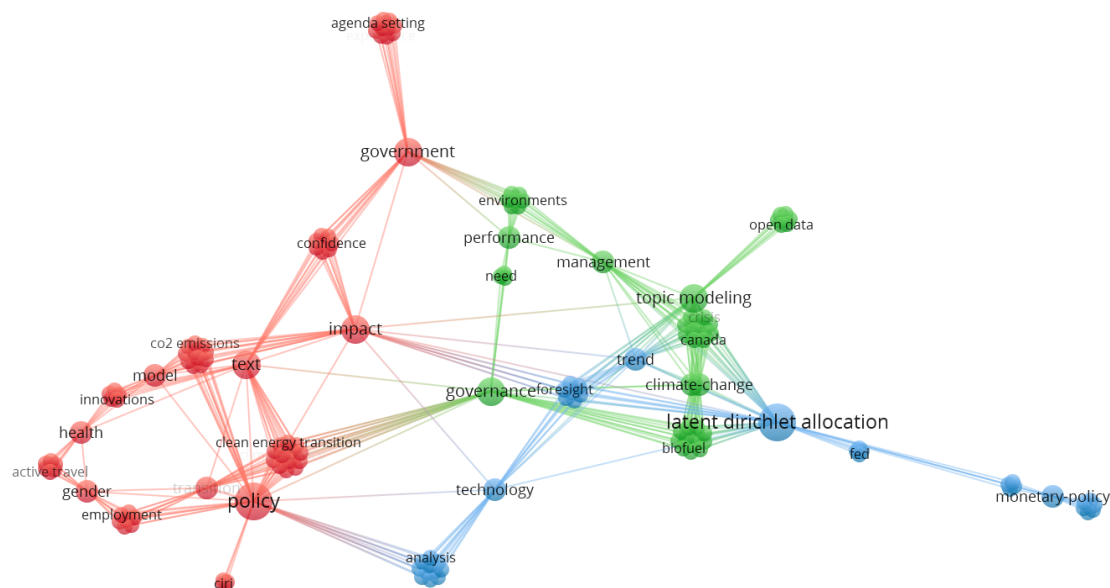 agenda setting
government
environments
open data
performance
confidence
management
need
topic modeling
crisis
impact
canada
co2 emissions
trend
text
model
climate-change
governance
foresight
innovations
latent dirichlet allocation
health
clean energy transition
biofuel
fed
active travel
gender
transition
technology
monetary-policy
policy
employment
analysis
ciri